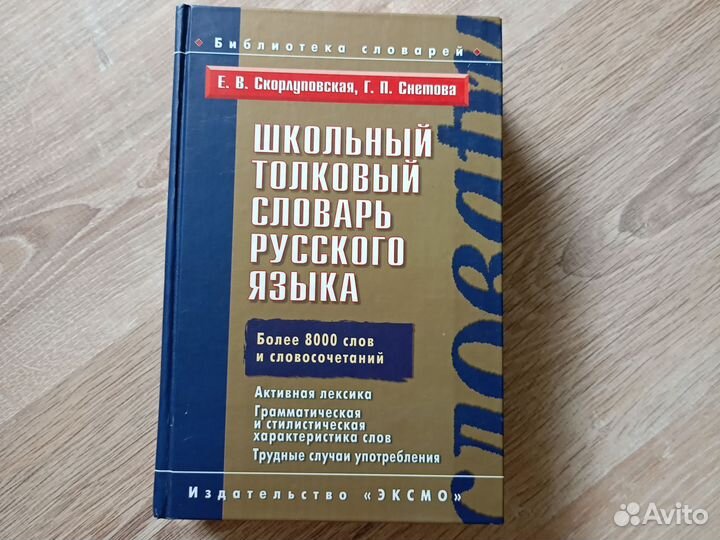 Библиотека словарей
Е. В. Скорлуповская, Г. П. Снетова
ШКОЛЬНЫЙ
ТОЛКОВЫЙ
СЛОВАРЬ
РУССКОГО
ЯЗЫКА
словарь
Более 8000 слов
и словосочетаний
Активная лексика
Грамматическая
и стилистическая
характеристика слов
Трудные случаи употребления
Издательство «ЭКСМО»
Avito